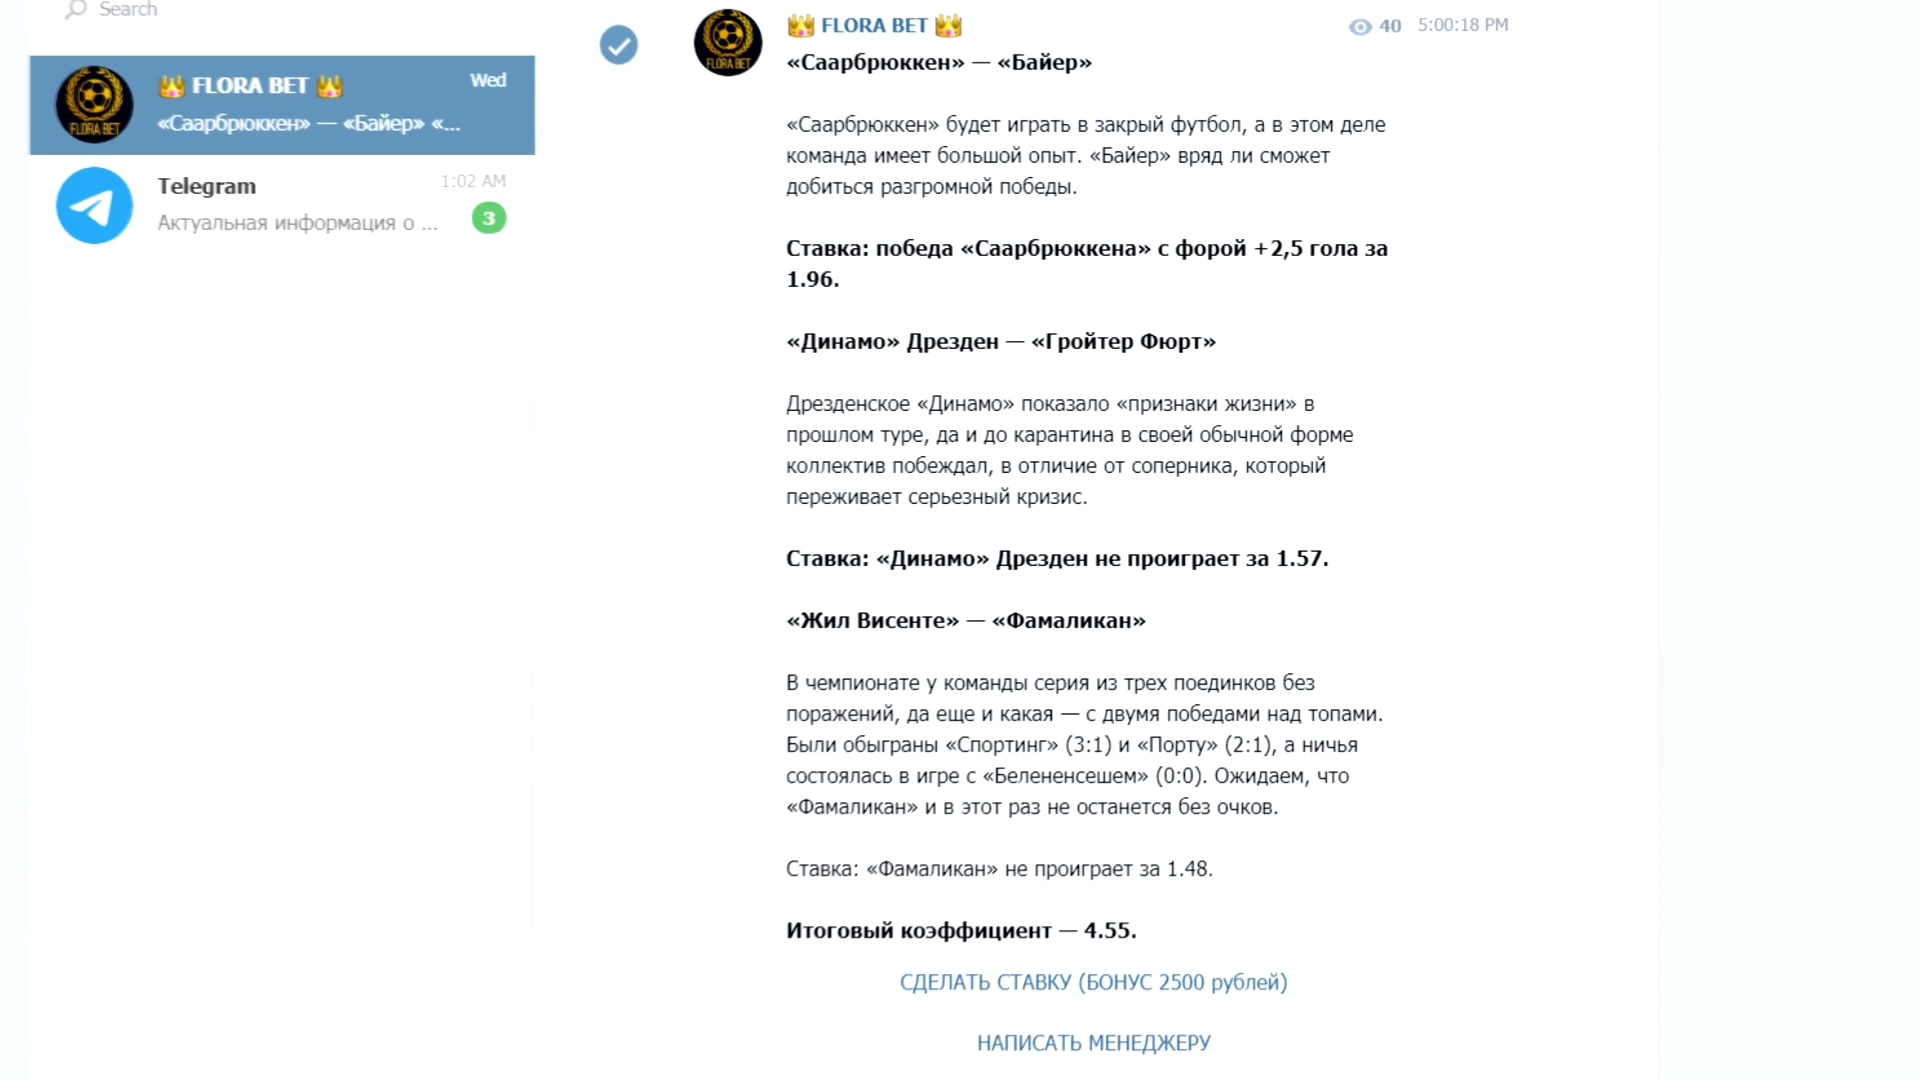 Search
👑 FLORA BET 👑
Wed
«Саарбрюккен» — «Байер» «...
Telegram
1:02 AM
Актуальная информация о ...
3
FLORA BET
FLORA BET
👑 FLORA BET 👑
40
5:00:18 PM
«Саарбрюккен» — «Байер»
«Саарбрюккен» будет играть в закрый футбол, а в этом деле
команда имеет большой опыт. «Байер» вряд ли сможет
добиться разгромной победы.
Ставка: победа «Саарбрюккена» с форой +2,5 гола за
1.96.
«Динамо» Дрезден — «Гройтер Фюрт»
Дрезденское «Динамо» показало «признаки жизни» в
прошлом туре, да и до карантина в своей обычной форме
коллектив побеждал, в отличие от соперника, который
переживает серьезный кризис.
Ставка: «Динамо» Дрезден не проиграет за 1.57.
«Жил Висенте» — «Фамаликан»
В чемпионате у команды серия из трех поединков без
поражений, да еще и какая — с двумя победами над топами.
Были обыграны «Спортинг» (3:1) и «Порту» (2:1), а ничья
состоялась в игре с «Белененсешем» (0:0). Ожидаем, что
«Фамаликан» и в этот раз не останется без очков.
Ставка: «Фамаликан» не проиграет за 1.48.
Итоговый коэффициент — 4.55.
СДЕЛАТЬ СТАВКУ (БОНУС 2500 рублей)
НАПИСАТЬ МЕНЕДЖЕРУ